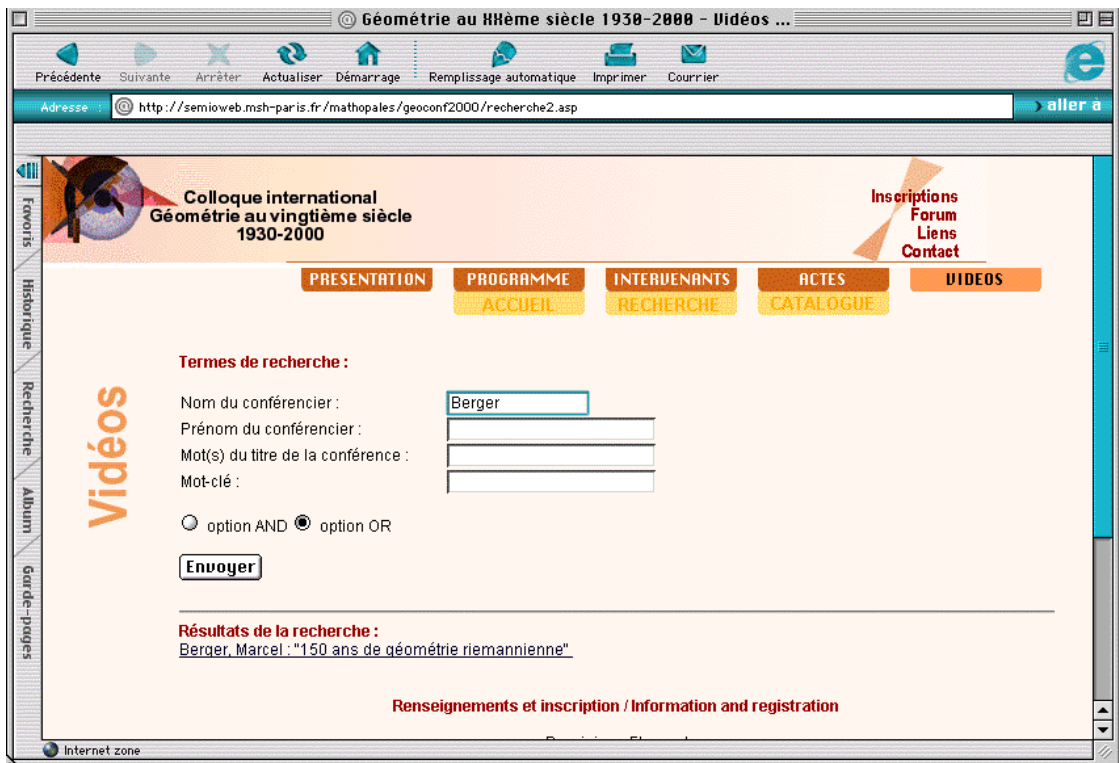 Géométrie au XXème siècle 1930-2000 - Vidéos ...
Précédente Suivante Arrêter Actualiser Démarrage Remplissage automatique Imprimer Courrier
Adresse : http://semioweb.msh-paris.fr/mathopales/geoconf2000/recherche2.asp aller à
Favoris
Historique
Recherche
Album
Garde-pages
Colloque international
Géométrie au vingtième siècle
1930-2000
Inscriptions
Forum
Liens
Contact
PRESENTATION PROGRAMME INTERVENANTS ACTES VIDEOS
ACCUEIL RECHERCHE CATALOGUE
Vidéos
Termes de recherche :
Nom du conférencier : Berger
Prénom du conférencier :
Mot(s) du titre de la conférence :
Mot-clé :
option AND option OR
Envoyer
Résultats de la recherche :
Berger, Marcel : "150 ans de géométrie riemannienne"
Renseignements et inscription / Information and registration
Internet zone